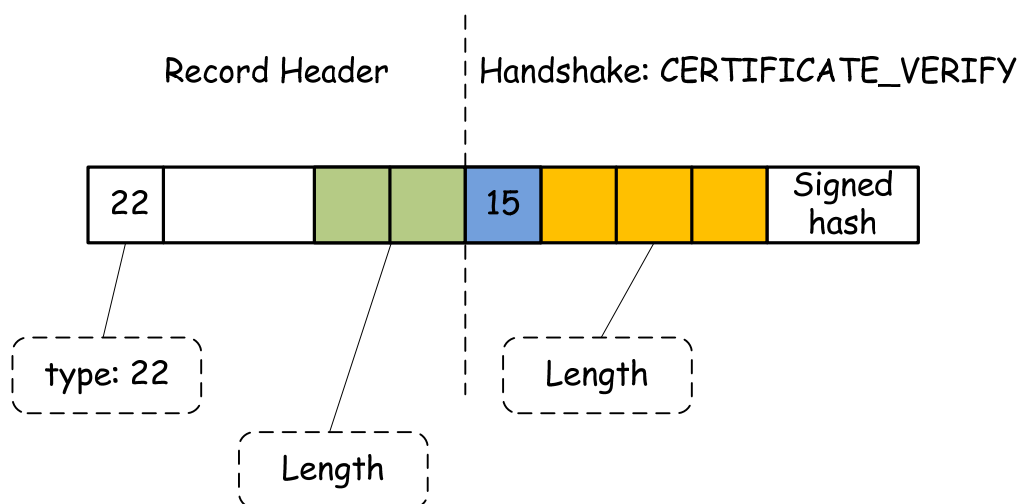 Record Header
Handshake: CERTIFICATE_VERIFY
22
15
Signed
hash
type: 22
Length
Length